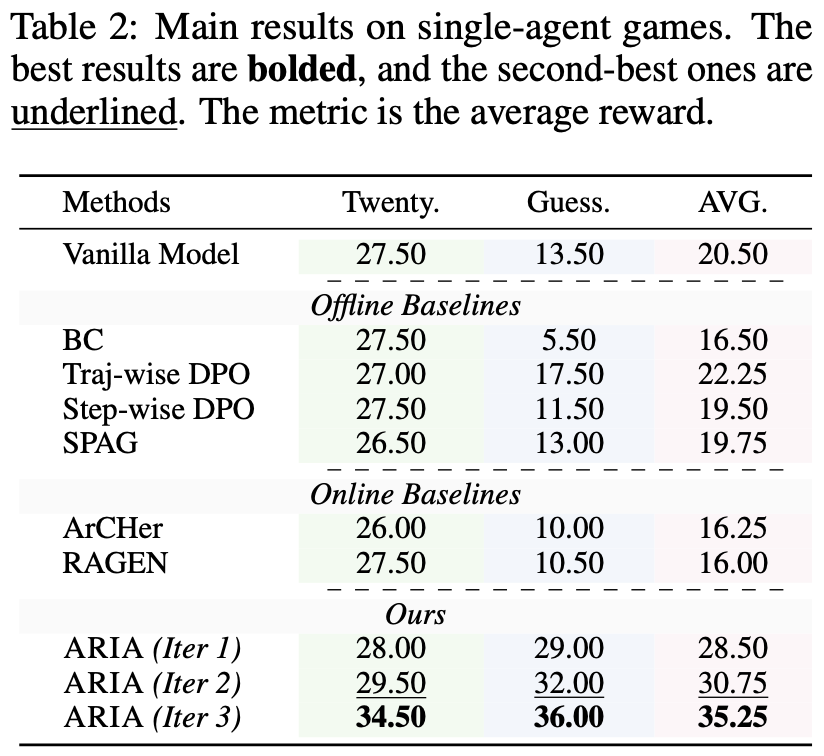 Table 2: Main results on single-agent games. The
best results are bolded, and the second-best ones are
underlined. The metric is the average reward.
Methods Twenty. Guess. AVG.
Vanilla Model 27.50 13.50 20.50
Offline Baselines
BC 27.50 5.50 16.50
Traj-wise DPO 27.00 17.50 22.25
Step-wise DPO 27.50 11.50 19.50
SPAG 26.50 13.00 19.75
Online Baselines
ArCHer 26.00 10.00 16.25
RAGEN 27.50 10.50 16.00
Ours
ARIA (Iter 1) 28.00 29.00 28.50
ARIA (Iter 2) 29.50 32.00 30.75
ARIA (Iter 3) 34.50 36.00 35.25